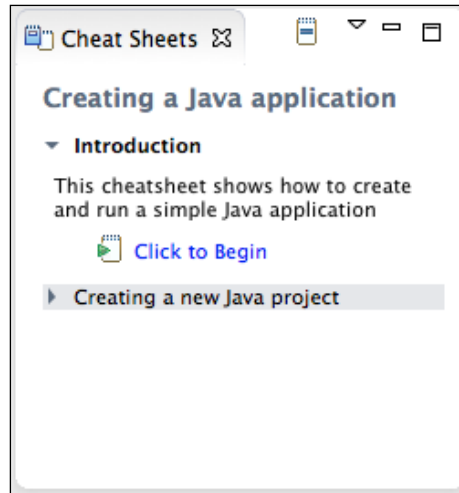 Cheat Sheets
Creating a Java application
Introduction
This cheatsheet shows how to create
and run a simple Java application
Click to Begin
Creating a new Java project